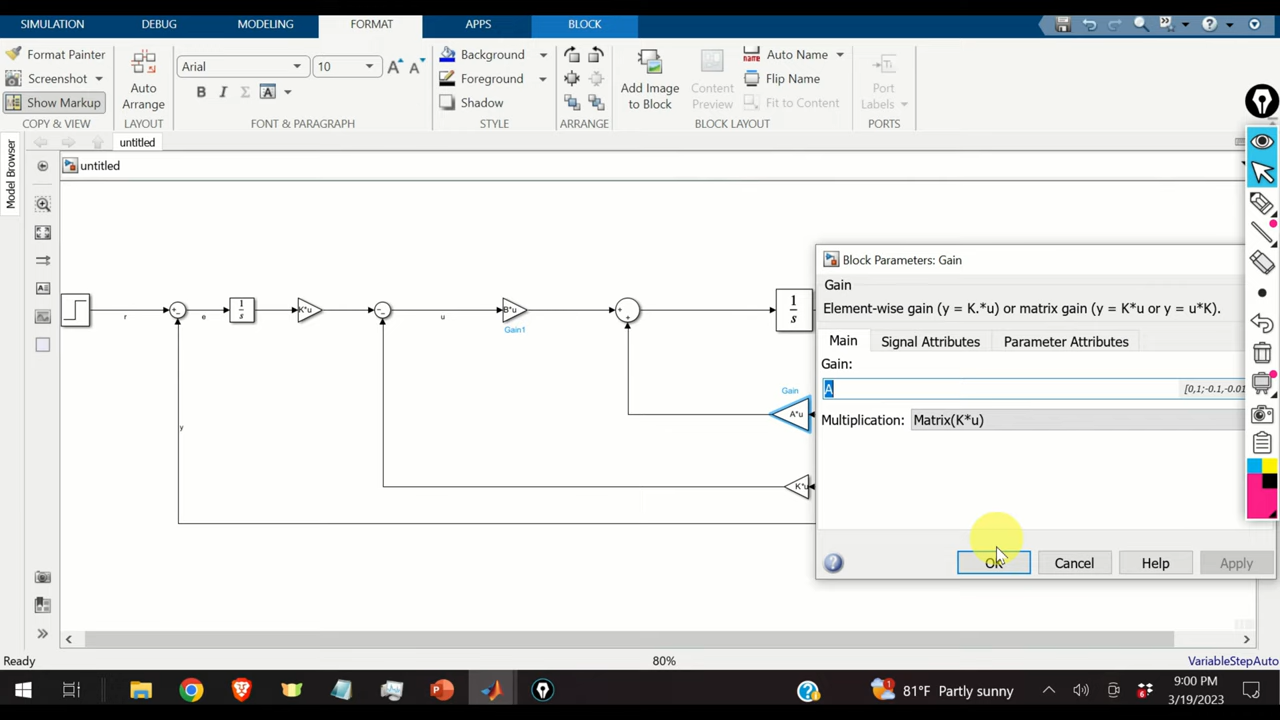 SIMULATION DEBUG MODELING FORMAT APPS BLOCK
Format Painter
Screenshot
Show Markup
COPY & VIEW
Auto
Arrange
LAYOUT
Arial 10
B I Σ A
FONT & PARAGRAPH
Background
Foreground
Shadow
STYLE
ARRANGE
Add Image
to Block
Content
Preview
name Auto Name
Flip Name
Fit to Content
BLOCK LAYOUT
Port
Labels
PORTS
Model Browser
untitled
untitled
r
e
1
s
K*u
u
B*u
Gain1
1
s
Gain
A*u
K*u
y
Block Parameters: Gain
Gain
Element-wise gain (y = K.*u) or matrix gain (y = K*u or y = u*K).
Main Signal Attributes Parameter Attributes
Gain:
A [0,1;-0.1,-0.01
Multiplication: Matrix(K*u)
OK Cancel Help Apply
Ready 80% VariableStepAuto
81°F Partly sunny
9:00 PM
3/19/2023